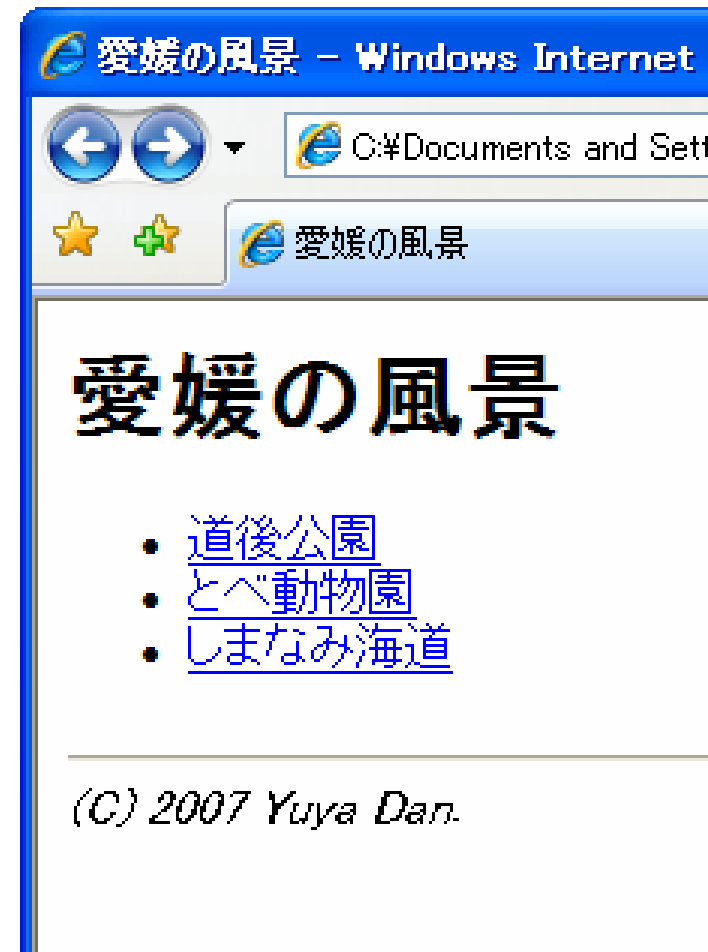 愛媛の風景 - Windows Internet
C:¥Documents and Sett
愛媛の風景
愛媛の風景
道後公園
とべ動物園
しまなみ海道
(C) 2007 Yuya Dan.